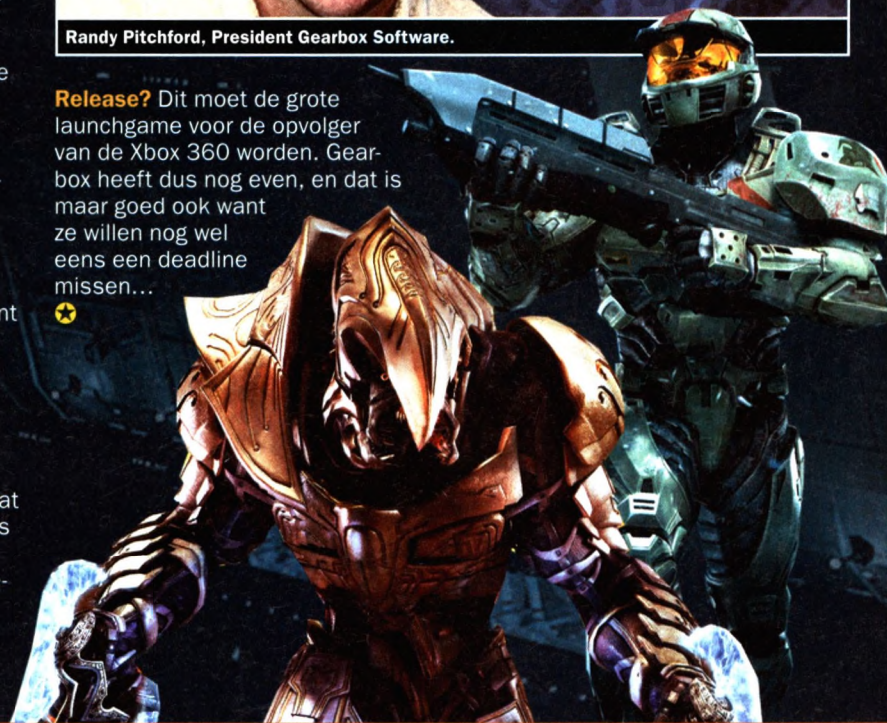 Randy Pitchford, President Gearbox Software.
Release? Dit moet de grote
launchgame voor de opvolger
van de Xbox 360 worden. Gear-
box heeft dus nog even, en dat is
maar goed ook want
ze willen nog wel
eens een deadline
missen...